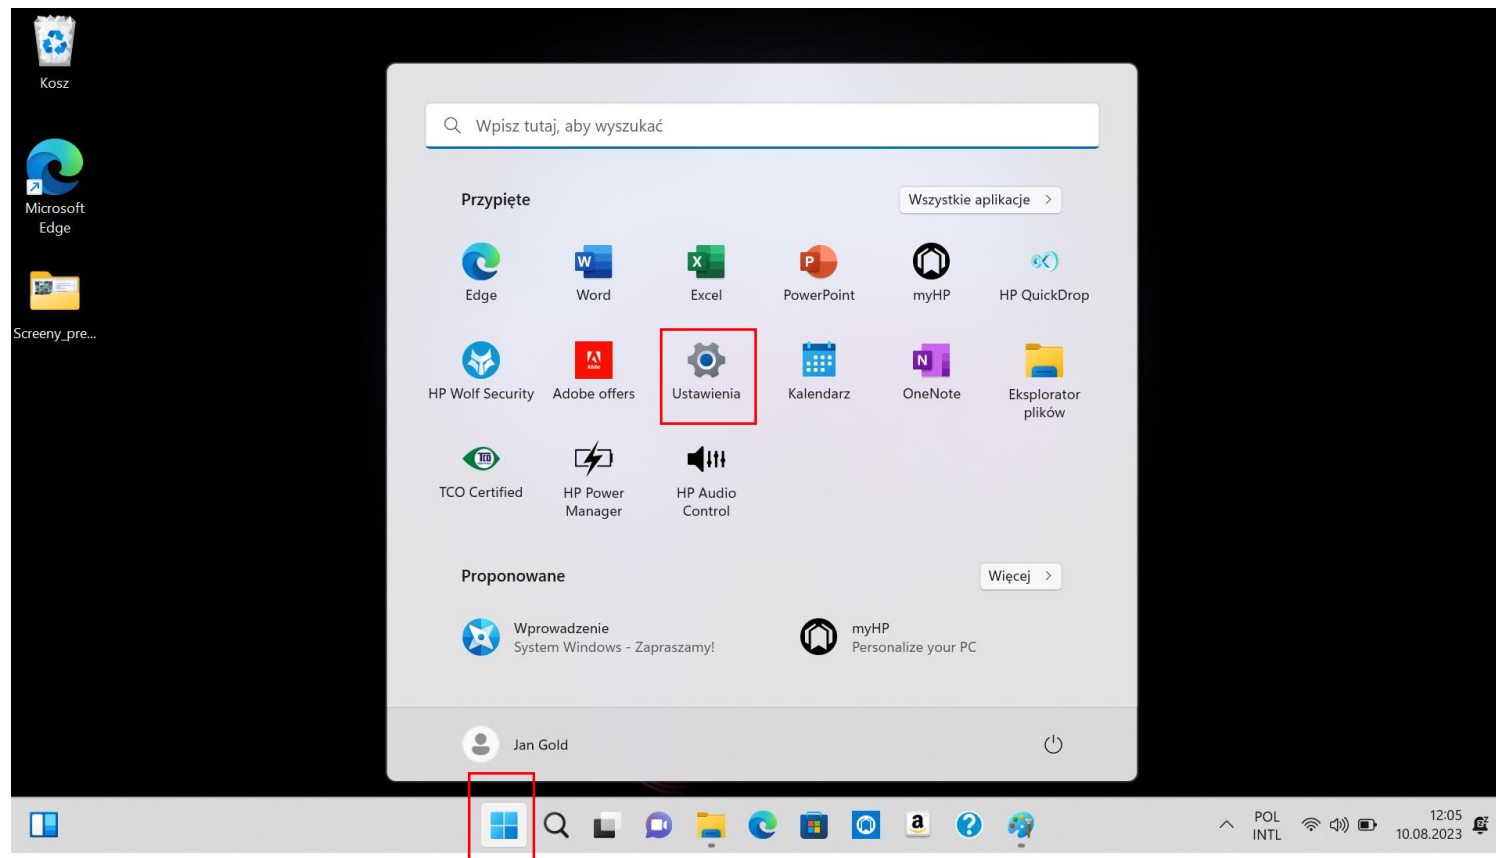 Kosz
Microsoft
Edge
Screeny_pre...
Wpisz tutaj, aby wyszukać
Przypięte
Wszystkie aplikacje
Edge
Word
Excel
PowerPoint
myHP
HP QuickDrop
HP Wolf Security
Adobe offers
Ustawienia
Kalendarz
OneNote
Eksplorator
plików
TCO Certified
HP Power
Manager
HP Audio
Control
Proponowane
Więcej
Wprowadzenie
System Windows - Zapraszamy!
myHP
Personalize your PC
Jan Gold
POL
INTL
12:05
10.08.2023